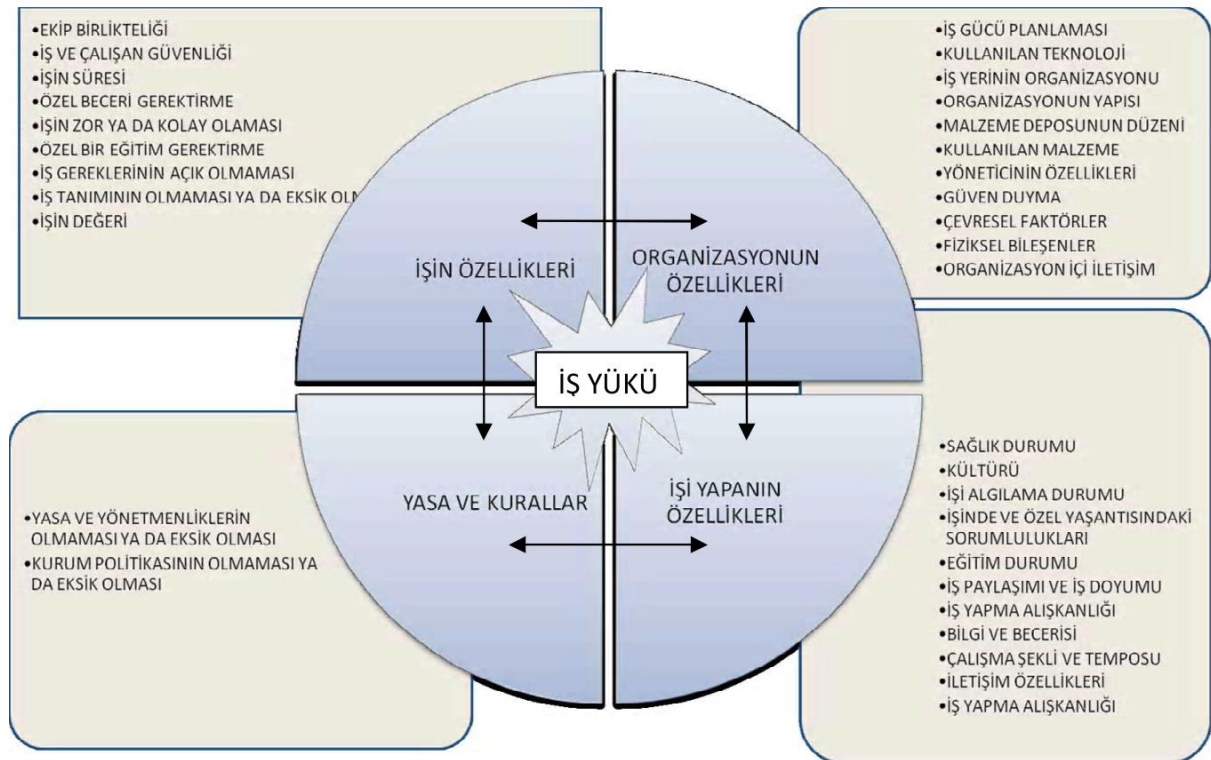 •EKİP BİRLİKTELİĞİ
•İŞ VE ÇALIŞAN GÜVENLİĞİ
•İŞİN SÜRESİ
•ÖZEL BECERİ GEREKTİRME
•İŞİN ZOR YA DA KOLAY OLAMASI
•ÖZEL BİR EĞİTİM GEREKTİRME
•İŞ GEREKLERİNİN AÇIK OLMAMASI
•İŞ TANIMININ OLMAMASI YA DA EKSİK
•İŞİN DEĞERİ
•İŞ GÜCÜ PLANLAMASI
•KULLANILAN TEKNOLOJİ
•İŞ YERİNİN ORGANİZASYONU
•ORGANİZASYONUN YAPISI
•MALZEME DEPOSUNUN DÜZENİ
•KULLANILAN MALZEME
•YÖNETİCİNİN ÖZELLİKLERİ
•GÜVEN DUYMA
•ÇEVRESEL FAKTÖRLER
•FİZİKSEL BİLEŞENLER
•ORGANİZASYON İÇİ İLETİŞİM
İŞİN ÖZELLİKLERİ
ORGANİZASYONUN
ÖZELLİKLERİ
İŞ YÜKÜ
YASA VE KURALLAR
İŞİ YAPANIN
ÖZELLİKLERİ
•YASA VE YÖNETMENLİKLERİN
OLMAMASI YA DA EKSİK OLMASI
•KURUM POLİTİKASININ OLMAMASI YA
DA EKSİK OLMASI
•SAĞLIK DURUMU
•KÜLTÜRÜ
•İŞİ ALGILAMA DURUMU
•İŞİNDE VE ÖZEL YAŞANTISINDAKİ
SORUMLULUKLARI
•EĞİTİM DURUMU
•İŞ PAYLAŞIMI VE İŞ DOYUMU
•İŞ YAPMA ALIŞKANLIĞI
•BİLGİ VE BECERİSİ
•ÇALIŞMA ŞEKLİ VE TEMPOSU
•İLETİŞİM ÖZELLİKLERİ
•İŞ YAPMA ALIŞKANLIĞI